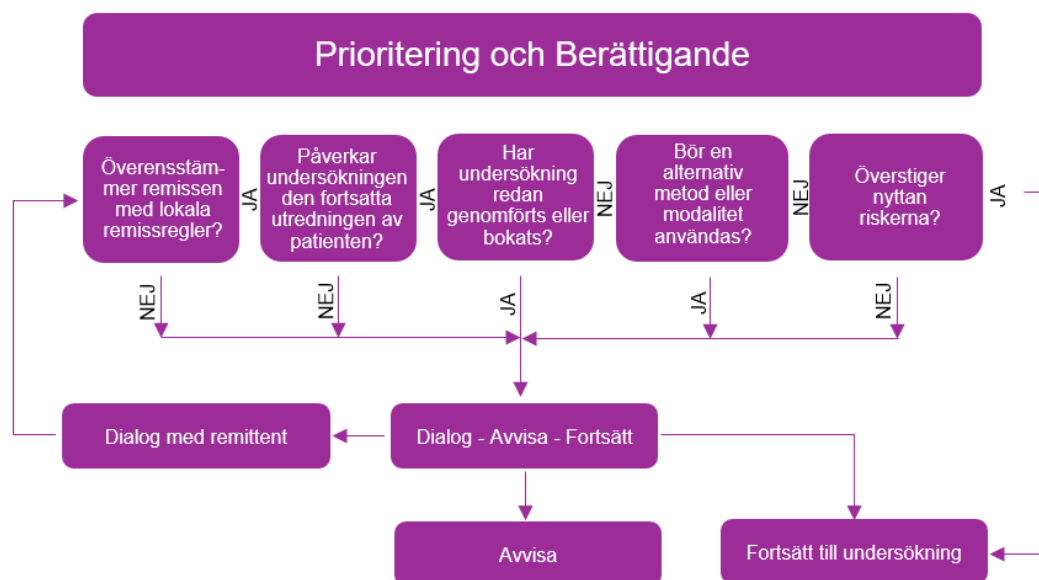 Prioritering och Berättigande
Överensstäm-
mer remissen
med lokala
remissregler?
JA
Påverkar
undersökningen
den fortsatta
utredningen av
patienten?
JA
Har
undersökning
redan
genomförts eller
bokats?
NEJ
Bör en
alternativ
metod eller
modalitet
användas?
NEJ
Överstiger
nyttan
riskerna?
JA
NEJ
NEJ
JA
JA
NEJ
Dialog med remittent
Dialog - Avvisa - Fortsätt
Avvisa
Fortsätt till undersökning